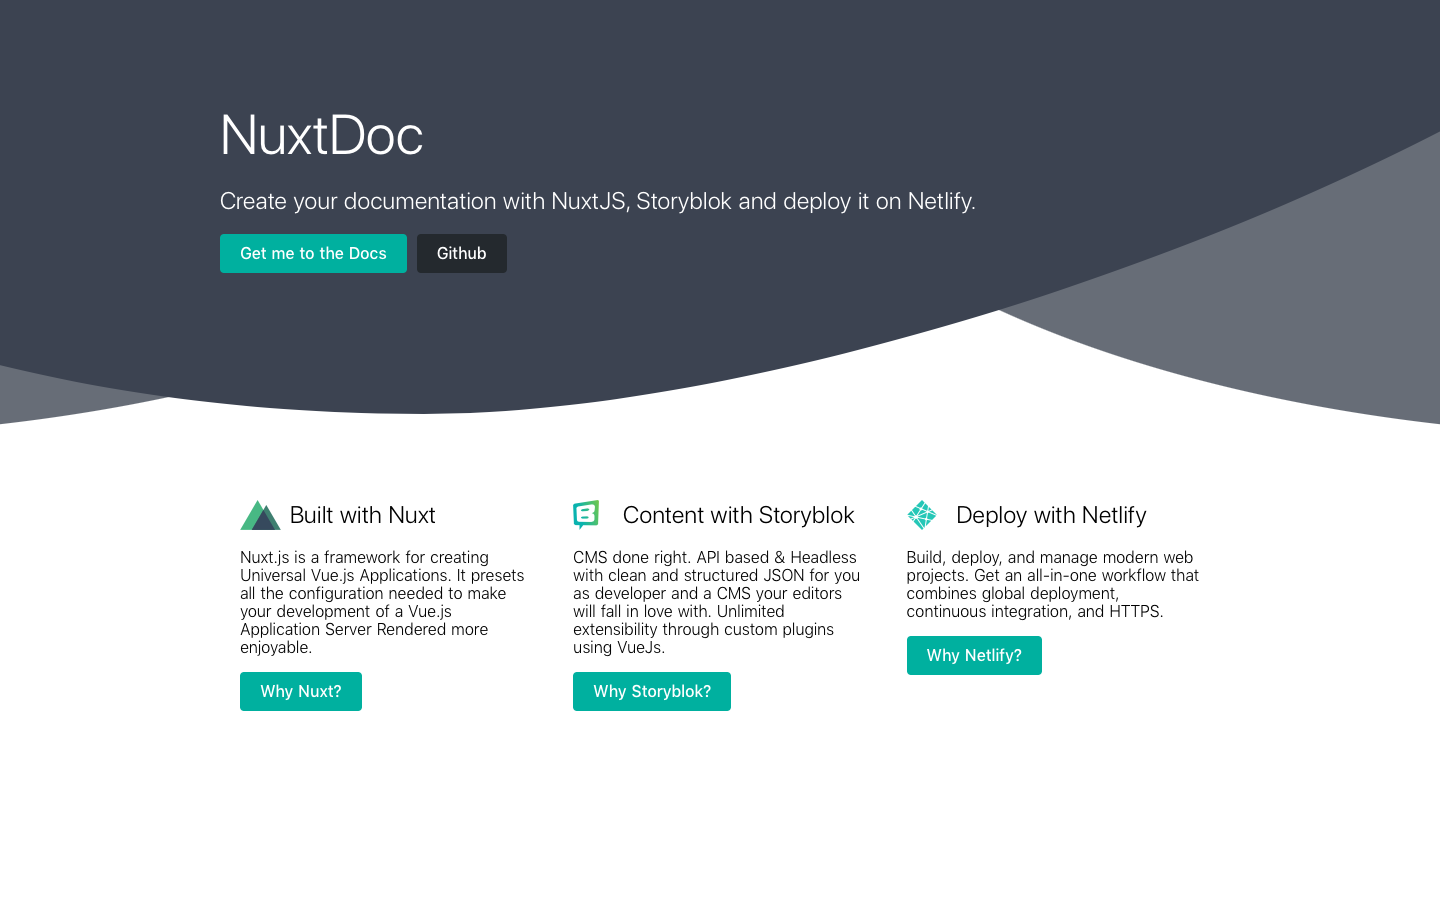 NuxtDoc
Create your documentation with NuxtJS, Storyblok and deploy it on Netlify.
Get me to the Docs
Github
Built with Nuxt
Nuxt.js is a framework for creating
Universal Vue.js Applications. It presets
all the configuration needed to make
your development of a Vue.js
Application Server Rendered more
enjoyable.
Why Nuxt?
Content with Storyblok
CMS done right. API based & Headless
with clean and structured JSON for you
as developer and a CMS your editors
will fall in love with. Unlimited
extensibility through custom plugins
using VueJs.
Why Storyblok?
Deploy with Netlify
Build, deploy, and manage modern web
projects. Get an all-in-one workflow that
combines global deployment,
continuous integration, and HTTPS.
Why Netlify?